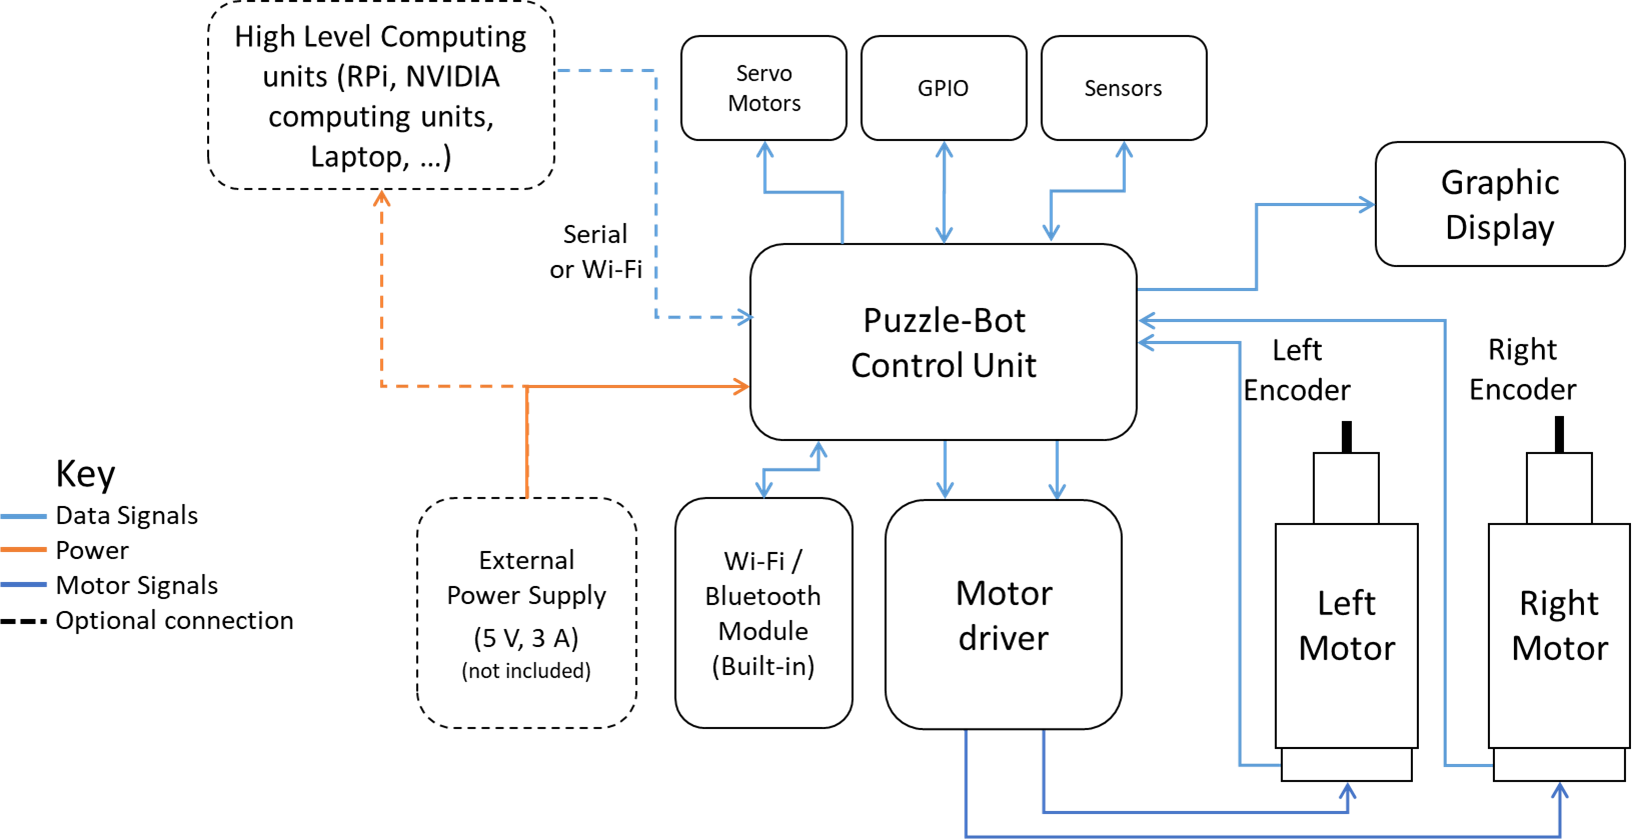 High Level Computing
units (RPi, NVIDIA
computing units,
Laptop, ...)
Servo
Motors
GPIO
Sensors
Graphic
Display
Serial
or Wi-Fi
Puzzle-Bot
Control Unit
Left
Encoder
Right
Encoder
Key
Data Signals
Power
Motor Signals
Optional connection
External
Power Supply
(5 V, 3 A)
(not included)
Wi-Fi /
Bluetooth
Module
(Built-in)
Motor
driver
Left
Motor
Right
Motor